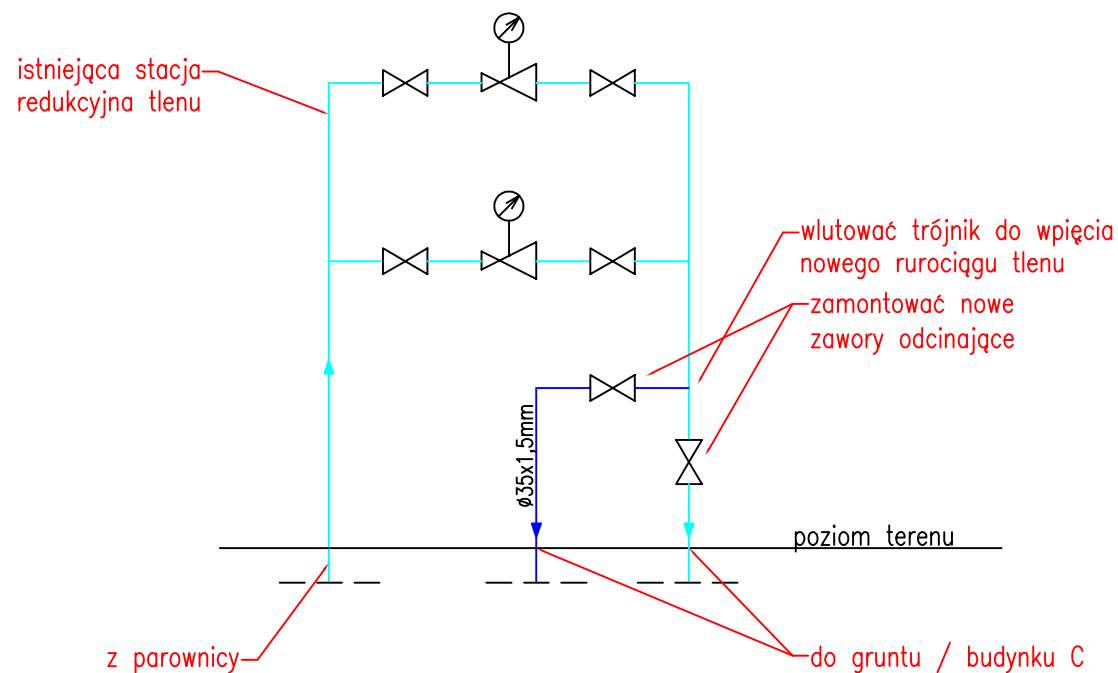 istniejąca stacja
redukcyjna tlenu
wlutować trójnik do wpięcia
nowego rurociągu tlenu
zamontować nowe
zawory odcinające
ø35x1,5mm
poziom terenu
z parownicy
do gruntu / budynku C